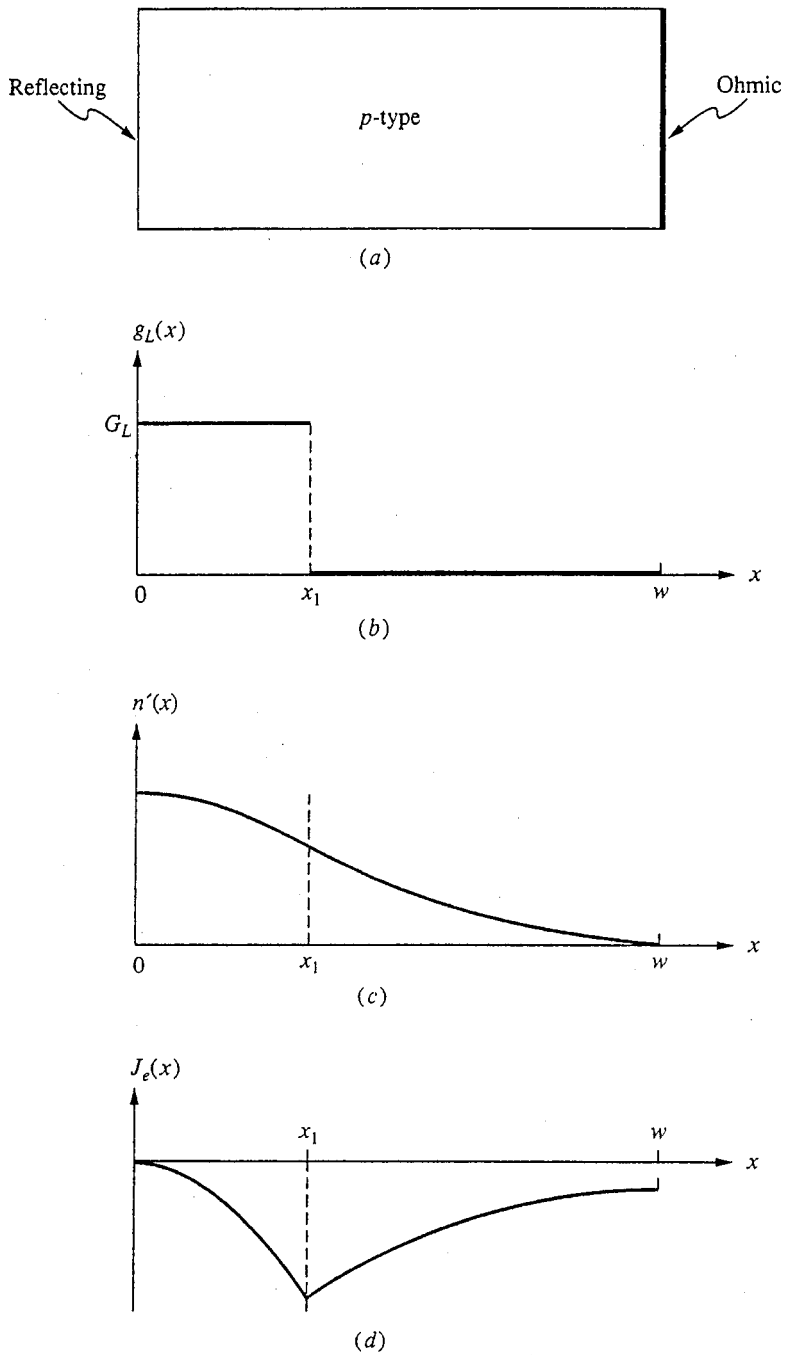 Reflecting
p-type
Ohmic
(a)
g_L(x)
G_L
0
x_1
w
x
(b)
n′(x)
0
x_1
w
x
(c)
J_e(x)
x_1
w
x
(d)